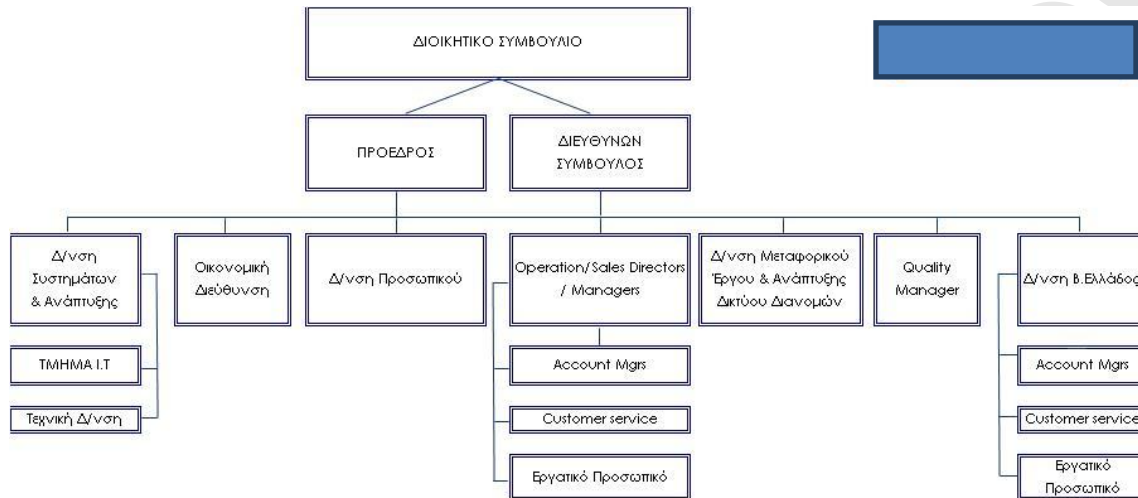 ΔΙΟΙΚΗΤΙΚΟ ΣΥΜΒΟΥΛΙΟ
ΠΡΟΕΔΡΟΣ
ΔΙΕΥΘΥΝΩΝ
ΣΥΜΒΟΥΛΟΣ
Δ/νση
Συστημάτων
& Ανάπτυξης
Οικονομική
Διεύθυνση
Δ/νση Προσωπικού
Operation/Sales Directors
/ Managers
Δ/νση Μεταφορικού
Έργου & Ανάπτυξης
Δικτύου Διανομών
Quality
Manager
Δ/νση Β.Ελλάδος
ΤΜΗΜΑ Ι.Τ
Τεχνική Δ/νση
Account Mgrs
Customer service
Εργατικό Προσωπικό
Account Mgrs
Customer service
Εργατικό
Προσωπικό